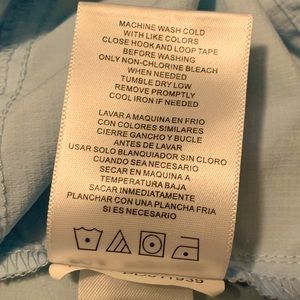 MACHINE WASH COLD
WITH LIKE COLORS
CLOSE HOOK AND LOOP TAPE
BEFORE WASHING
ONLY NON-CHLORINE BLEACH
WHEN NEEDED
TUMBLE DRY LOW
REMOVE PROMPTLY
COOL IRON IF NEEDED
LAVAR A MAQUINA EN FRIO
CON COLORES SIMILARES
CIERRE GANCHO Y BUCLE
ANTES DE LAVAR
USAR SOLO BLANQUIADOR SIN CLORO
CUANDO SEA NECESARIO
SECAR EN MAQUINA A
TEMPERATURA BAJA
SACAR INMEDIATAMENTE
PLANCHAR CON UNA PLANCHA FRIA
SI ES NECESARIO